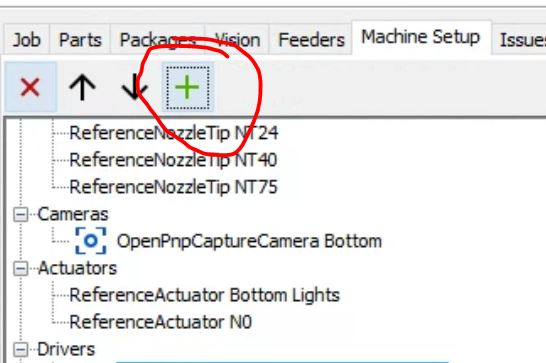 Job Parts Packages Vision Feeders Machine Setup Issues
ReferenceNozzleTip NT24
ReferenceNozzleTip NT40
ReferenceNozzleTip NT75
Cameras
OpenPnpCaptureCamera Bottom
Actuators
ReferenceActuator Bottom Lights
ReferenceActuator N0
Drivers